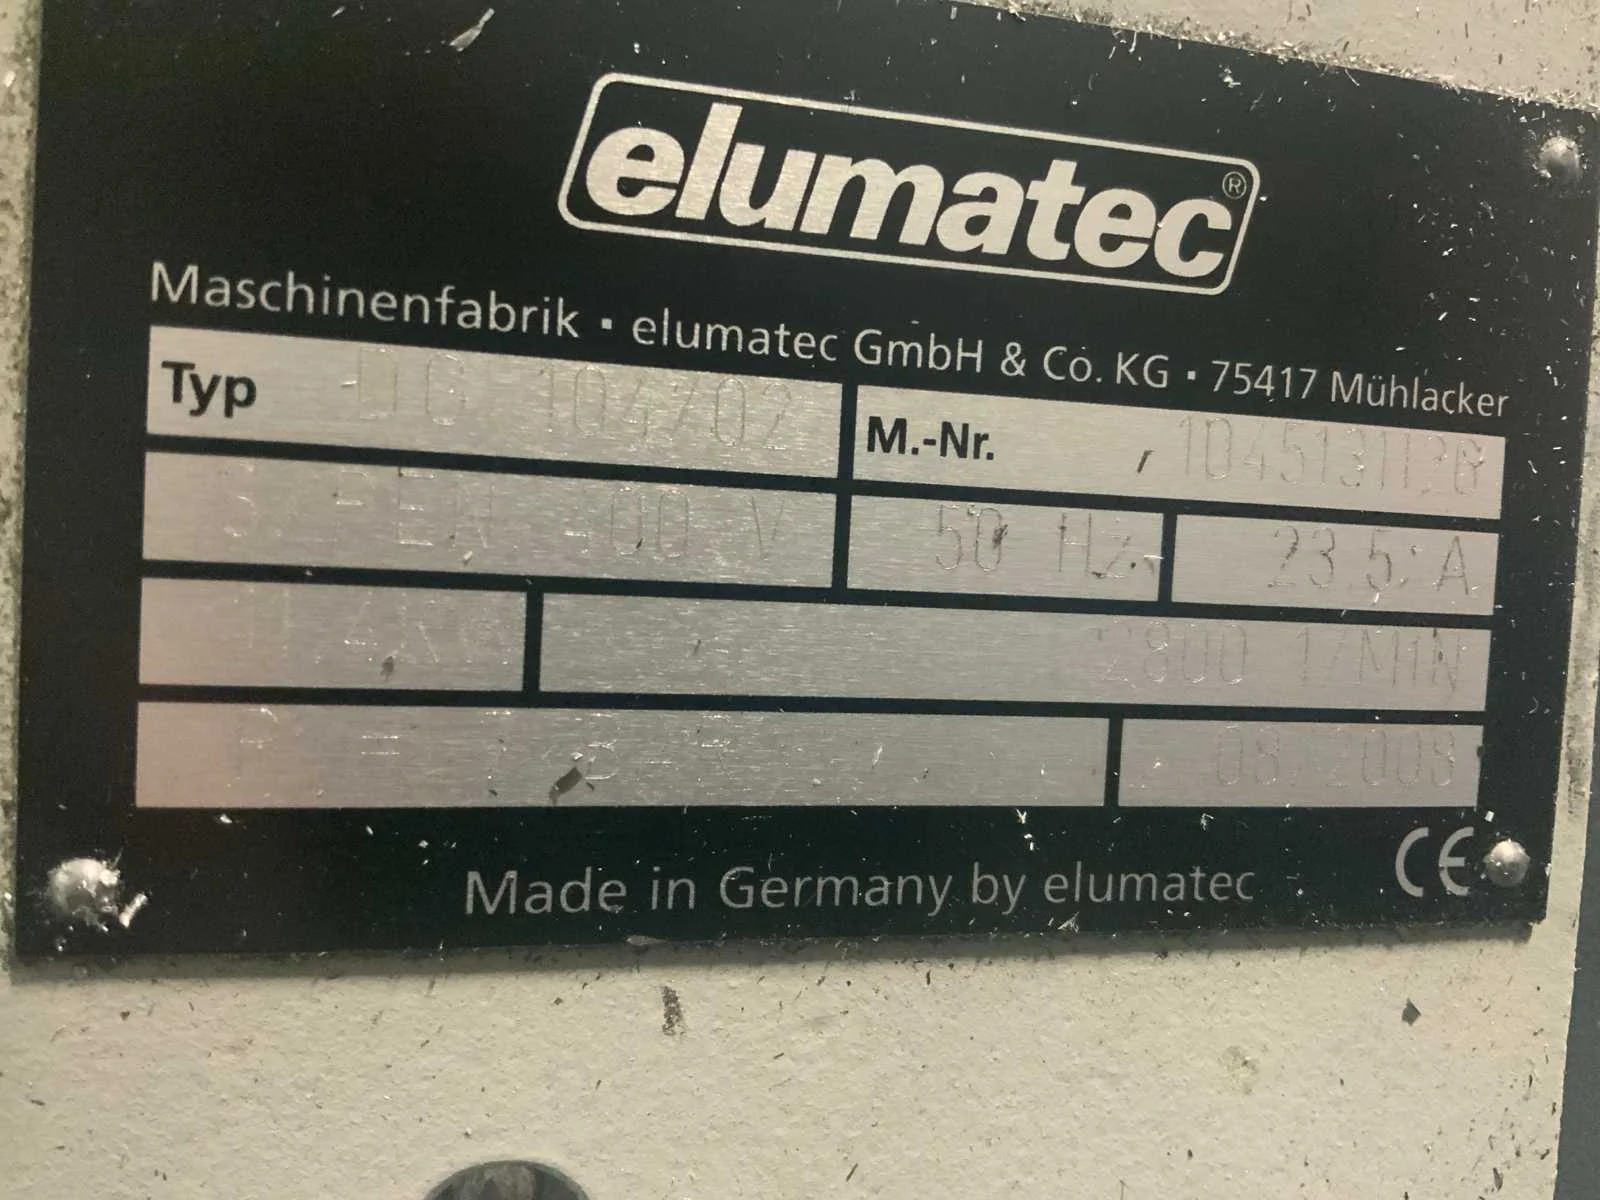 elumatec®
Maschinenfabrik · elumatec GmbH & Co. KG · 75417 Mühlacker
Typ DG 104/02 M.-Nr. 1045131126
400 V 50 Hz 23.5 A
2800 1/MIN
08/2008
Made in Germany by elumatec CE